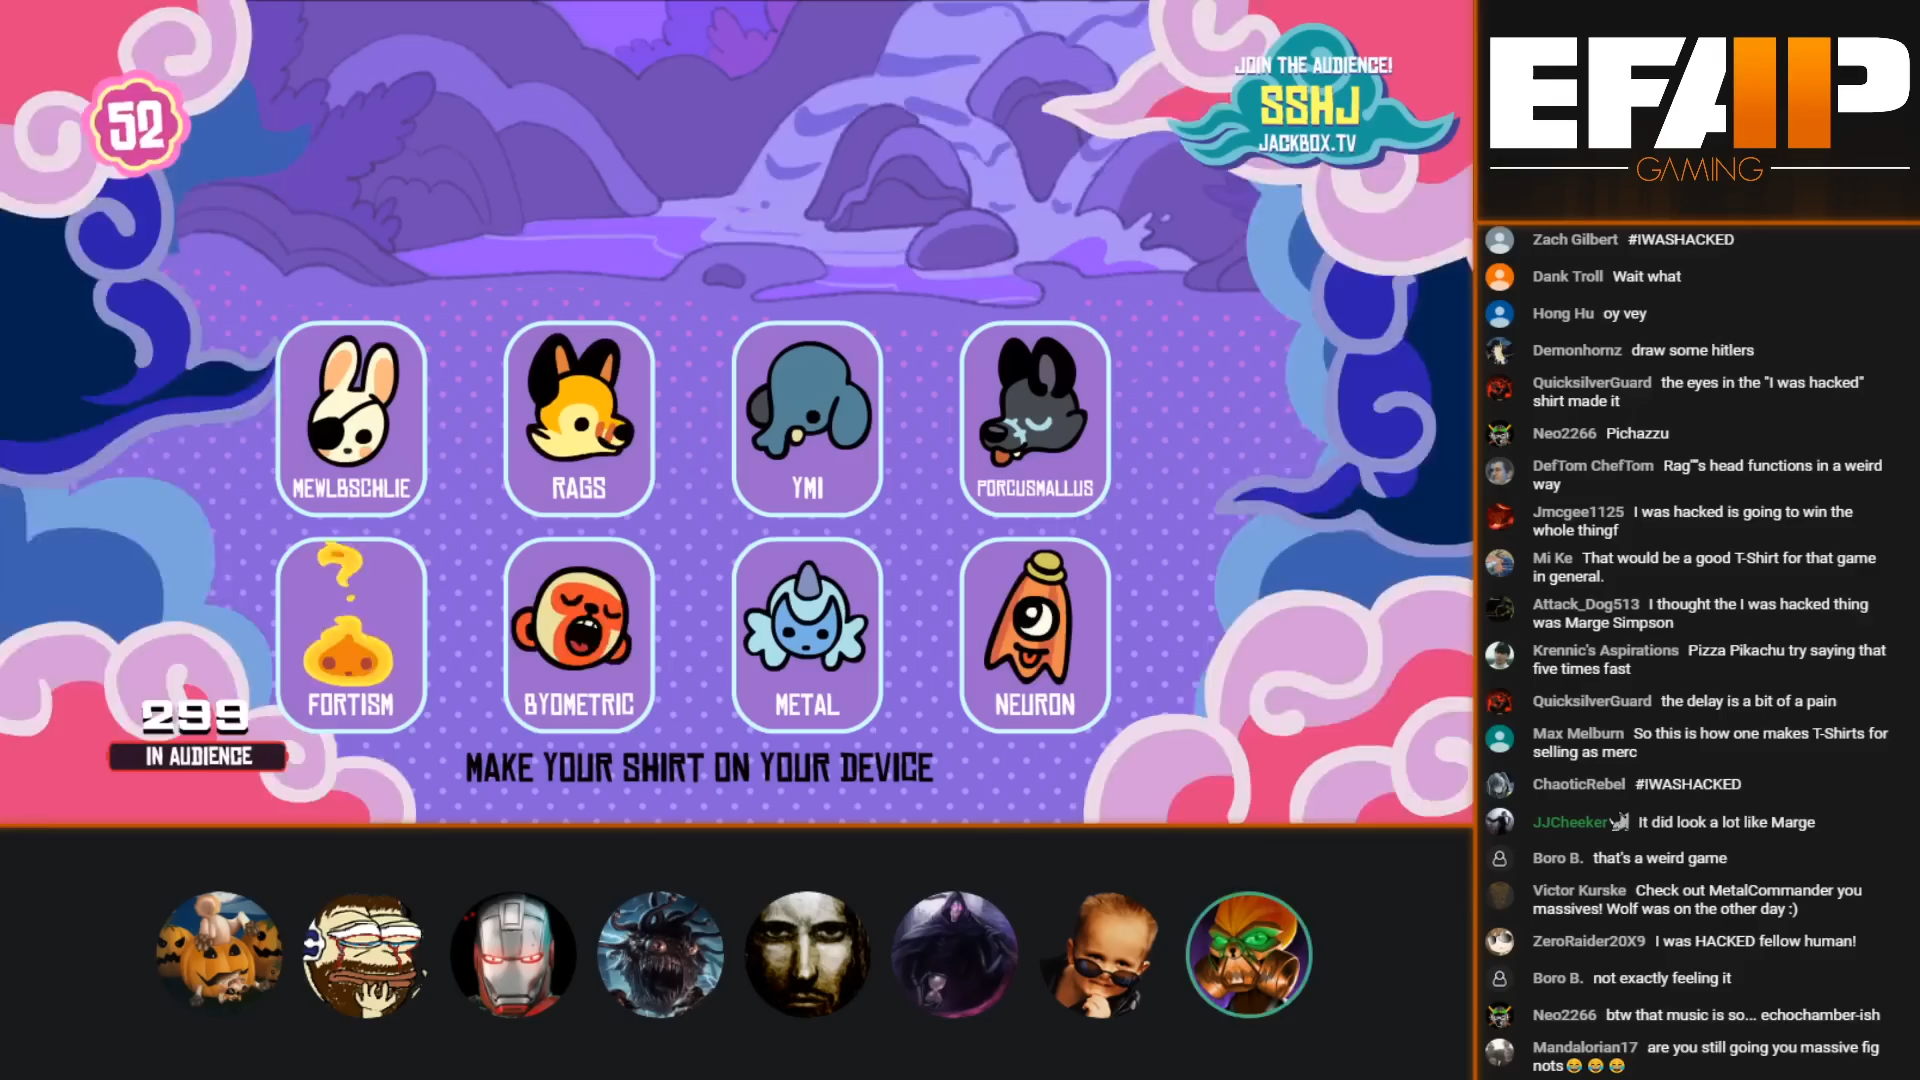 52
JOIN THE AUDIENCE!
SSHJ
JACKBOX.TV
MEWLBSCHLIE
RAGS
YMI
PORCUSMALLUS
FORTISM
BYOMETRIC
METAL
NEURON
299
IN AUDIENCE
MAKE YOUR SHIRT ON YOUR DEVICE
EFAP
GAMING
Zach Gilbert #IWASHACKED
Dank Troll Wait what
Hong Hu oy vey
Demonhornz draw some hitlers
QuicksilverGuard the eyes in the "I was hacked"
shirt made it
Neo2266 Pichazzu
DefTom ChefTom Rag""s head functions in a weird
way
Jmcgee1125 I was hacked is going to win the
whole thingf
Mi Ke That would be a good T-Shirt for that game
in general.
Attack_Dog513 I thought the I was hacked thing
was Marge Simpson
Krennic's Aspirations Pizza Pikachu try saying that
five times fast
QuicksilverGuard the delay is a bit of a pain
Max Melburn So this is how one makes T-Shirts for
selling as merc
ChaoticRebel #IWASHACKED
JJCheeker It did look a lot like Marge
Boro B. that's a weird game
Victor Kurske Check out MetalCommander you
massives! Wolf was on the other day :)
ZeroRaider20X9 I was HACKED fellow human!
Boro B. not exactly feeling it
Neo2266 btw that music is so... echochamber-ish
Mandalorian17 are you still going you massive fig
nots 😂 😂 😂